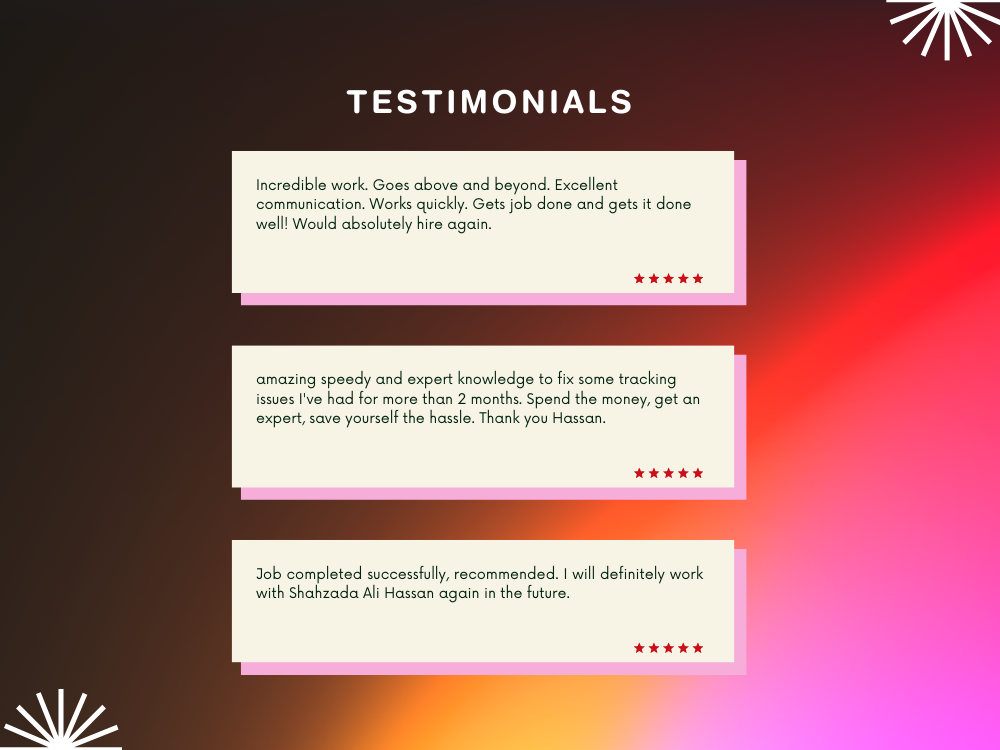 TESTIMONIALS
Incredible work. Goes above and beyond. Excellent
communication. Works quickly. Gets job done and gets it done
well! Would absolutely hire again.
amazing speedy and expert knowledge to fix some tracking
issues I've had for more than 2 months. Spend the money, get an
expert, save yourself the hassle. Thank you Hassan.
Job completed successfully, recommended. I will definitely work
with Shahzada Ali Hassan again in the future.